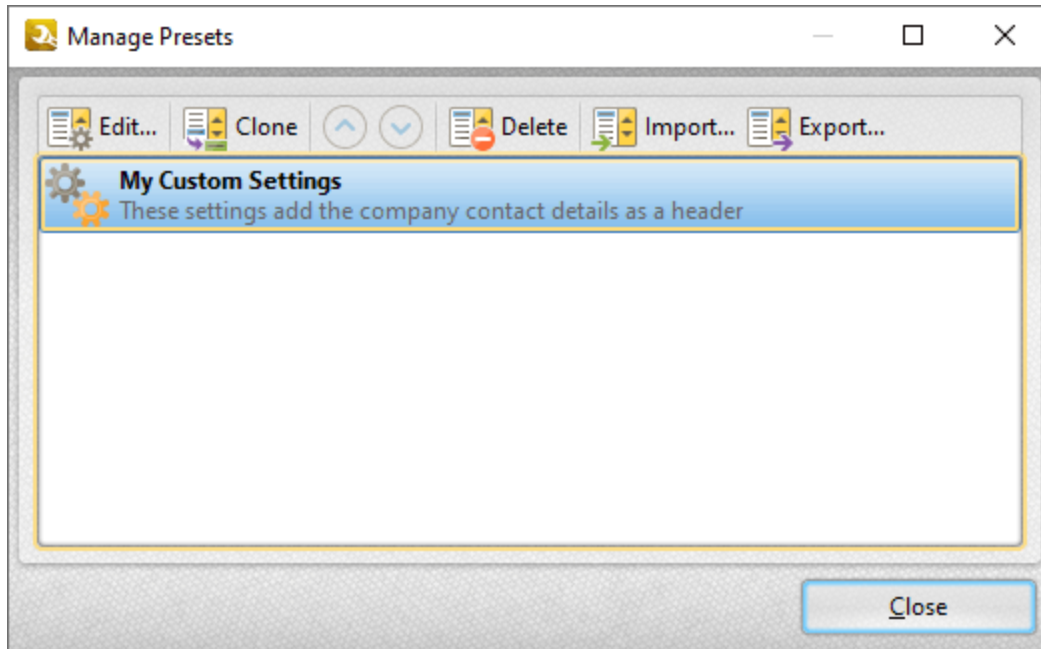 Manage Presets
Edit... Clone Delete Import... Export...
My Custom Settings
These settings add the company contact details as a header
Close